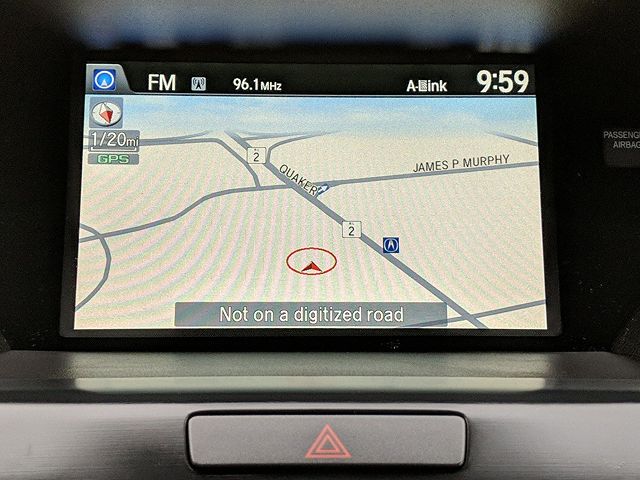 FM 96.1MHz A-Link 9:59
1/20mi
GPS
2
QUAKER
JAMES P MURPHY
2
PASSENGE
AIRBAG
Not on a digitized road